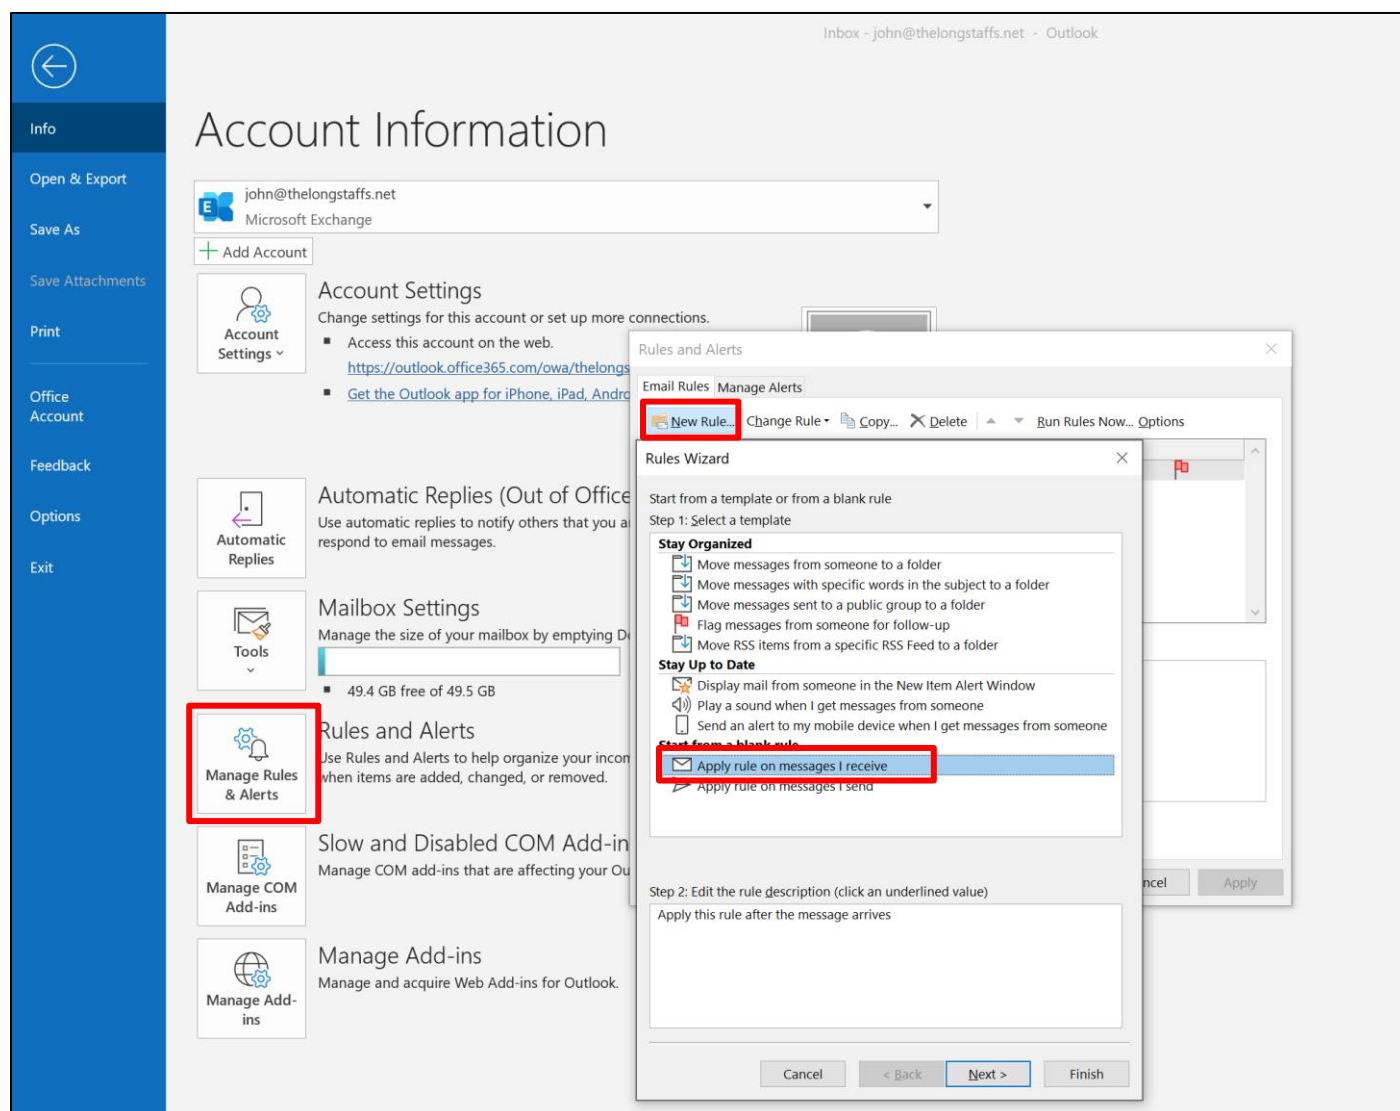 Inbox - john@thelongstaffs.net - Outlook
Info
Open & Export
Save As
Save Attachments
Print
Office
Account
Feedback
Options
Exit
Account Information
E
john@thelongstaffs.net
Microsoft Exchange
Add Account
Account
Settings
Account Settings
Change settings for this account or set up more connections.
Access this account on the web.
https://outlook.office365.com/owa/thelongs
Get the Outlook app for iPhone, iPad, Andro
Automatic
Replies
Automatic Replies (Out of Office
Use automatic replies to notify others that you a
respond to email messages.
Tools
Mailbox Settings
Manage the size of your mailbox by emptying De
49.4 GB free of 49.5 GB
Manage Rules
& Alerts
Rules and Alerts
Use Rules and Alerts to help organize your incom
when items are added, changed, or removed.
Manage COM
Add-ins
Slow and Disabled COM Add-in
Manage COM add-ins that are affecting your Ou
Manage Add-
ins
Manage Add-ins
Manage and acquire Web Add-ins for Outlook.
Rules and Alerts
Email Rules Manage Alerts
New Rule... Change Rule Copy... Delete Run Rules Now... Options
Rules Wizard
Start from a template or from a blank rule
Step 1: Select a template
Stay Organized
Move messages from someone to a folder
Move messages with specific words in the subject to a folder
Move messages sent to a public group to a folder
Flag messages from someone for follow-up
Move RSS items from a specific RSS Feed to a folder
Stay Up to Date
Display mail from someone in the New Item Alert Window
Play a sound when I get messages from someone
Send an alert to my mobile device when I get messages from someone
Start from a blank rule
Apply rule on messages I receive
Apply rule on messages I send
Step 2: Edit the rule description (click an underlined value)
Apply this rule after the message arrives
Cancel < Back Next > Finish
ncel Apply